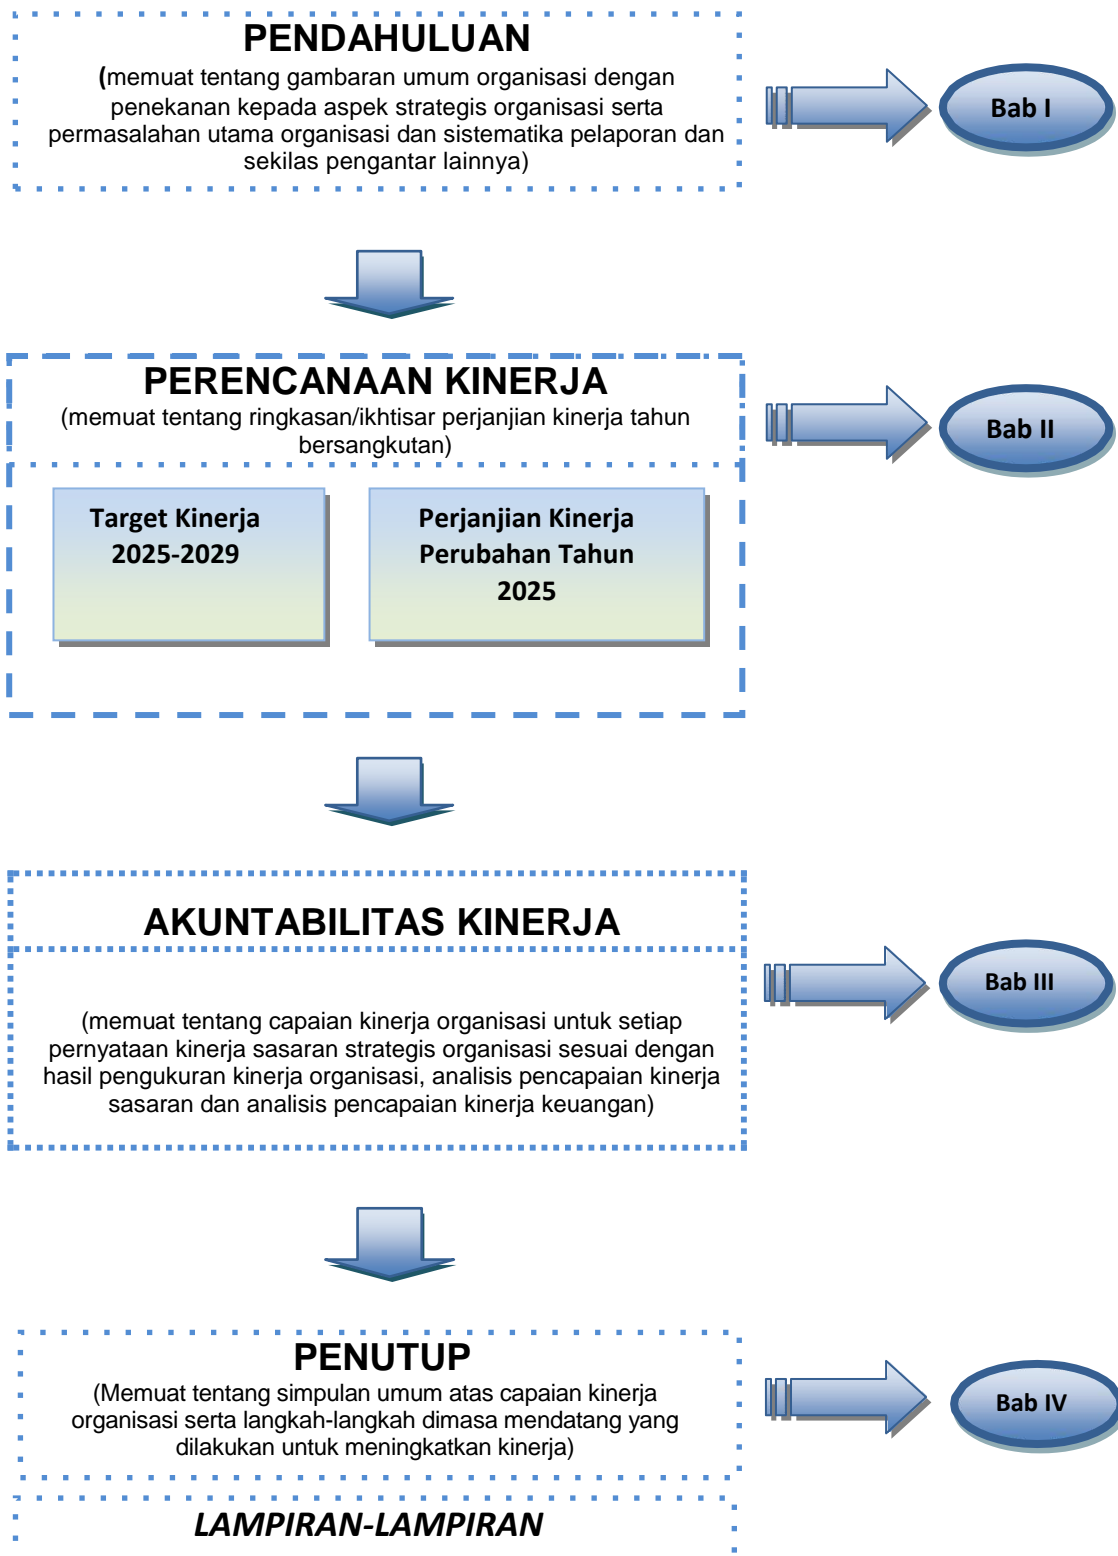 PENDAHULUAN
(memuat tentang gambaran umum organisasi dengan
penekanan kepada aspek strategis organisasi serta
permasalahan utama organisasi dan sistematika pelaporan dan
sekilas pengantar lainnya)
Bab I
PERENCANAAN KINERJA
(memuat tentang ringkasan/ikhtisar perjanjian kinerja tahun
bersangkutan)
Bab II
Target Kinerja
2025-2029
Perjanjian Kinerja
Perubahan Tahun
2025
AKUNTABILITAS KINERJA
(memuat tentang capaian kinerja organisasi untuk setiap
pernyataan kinerja sasaran strategis organisasi sesuai dengan
hasil pengukuran kinerja organisasi, analisis pencapaian kinerja
sasaran dan analisis pencapaian kinerja keuangan)
Bab III
PENUTUP
(Memuat tentang simpulan umum atas capaian kinerja
organisasi serta langkah-langkah dimasa mendatang yang
dilakukan untuk meningkatkan kinerja)
Bab IV
LAMPIRAN-LAMPIRAN